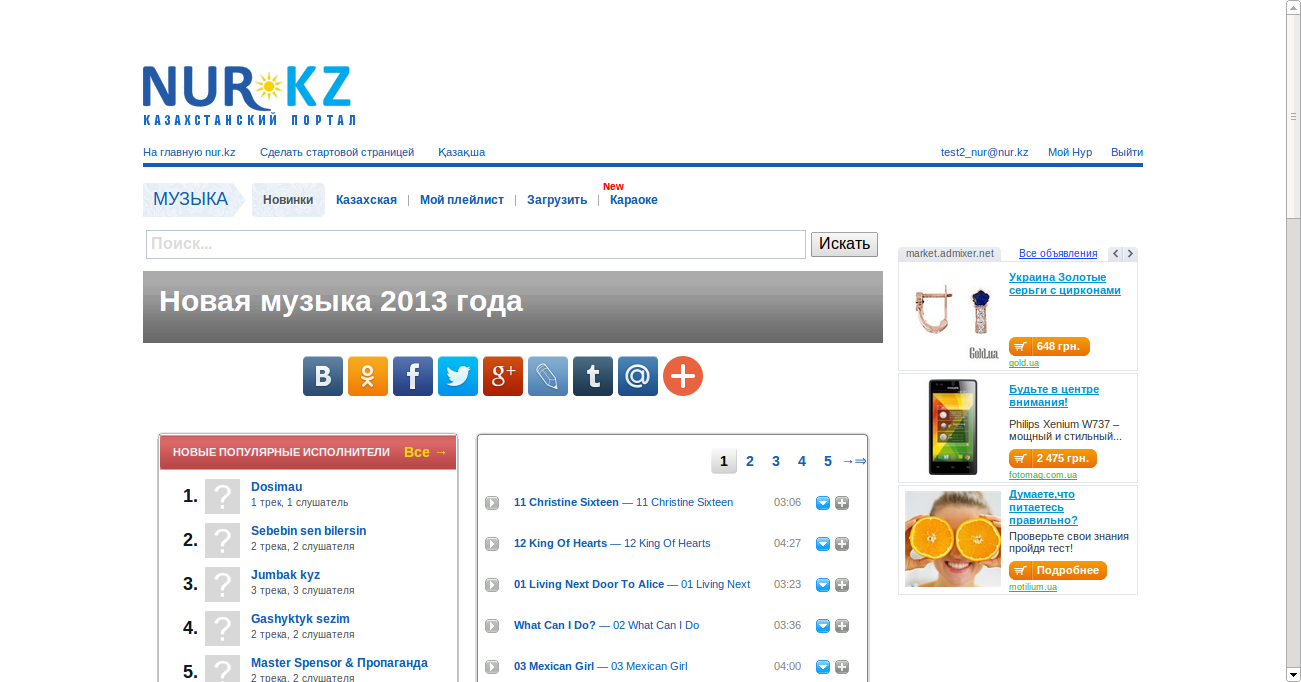 NUR KZ
КАЗАХСТАНСКИЙ ПОРТАЛ
На главную nur.kz Сделать стартовой страницей Қазақша test2_nur@nur.kz Мой Нур Выйти
New
МУЗЫКА Новинки Казахская Мой плейлист Загрузить Караоке
Поиск... Искать
Новая музыка 2013 года
НОВЫЕ ПОПУЛЯРНЫЕ ИСПОЛНИТЕЛИ Все →
1. Dosimau
1 трек, 1 слушатель
2. Sebebin sen bilersin
2 трека, 2 слушателя
3. Jumbak kyz
3 трека, 3 слушателя
4. Gashyktyk sezim
2 трека, 2 слушателя
5. Master Spensor & Пропаганда
2 трека, 2 слушателя
1 2 3 4 5 →⇒
11 Christine Sixteen — 11 Christine Sixteen 03:06
12 King Of Hearts — 12 King Of Hearts 04:27
01 Living Next Door To Alice — 01 Living Next 03:23
What Can I Do? — 02 What Can I Do 03:36
03 Mexican Girl — 03 Mexican Girl 04:00
market.admixer.net Все объявления
Украина Золотые
серьги с цирконами
Gold.ua
648 грн.
gold.ua
Будьте в центре
внимания!
Philips Xenium W737 –
мощный и стильный...
2 475 грн.
fotomag.com.ua
Думаете,что
питаетесь
правильно?
Проверьте свои знания
пройдя тест!
Подробнее
motilium.ua